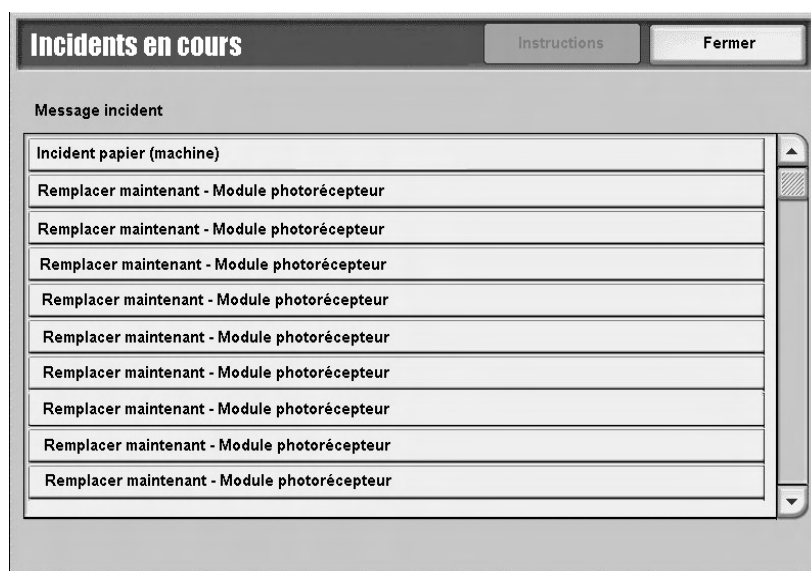 Incidents en cours
Instructions
Fermer
Message incident
Incident papier (machine)
Remplacer maintenant - Module photorécepteur
Remplacer maintenant - Module photorécepteur
Remplacer maintenant - Module photorécepteur
Remplacer maintenant - Module photorécepteur
Remplacer maintenant - Module photorécepteur
Remplacer maintenant - Module photorécepteur
Remplacer maintenant - Module photorécepteur
Remplacer maintenant - Module photorécepteur
Remplacer maintenant - Module photorécepteur